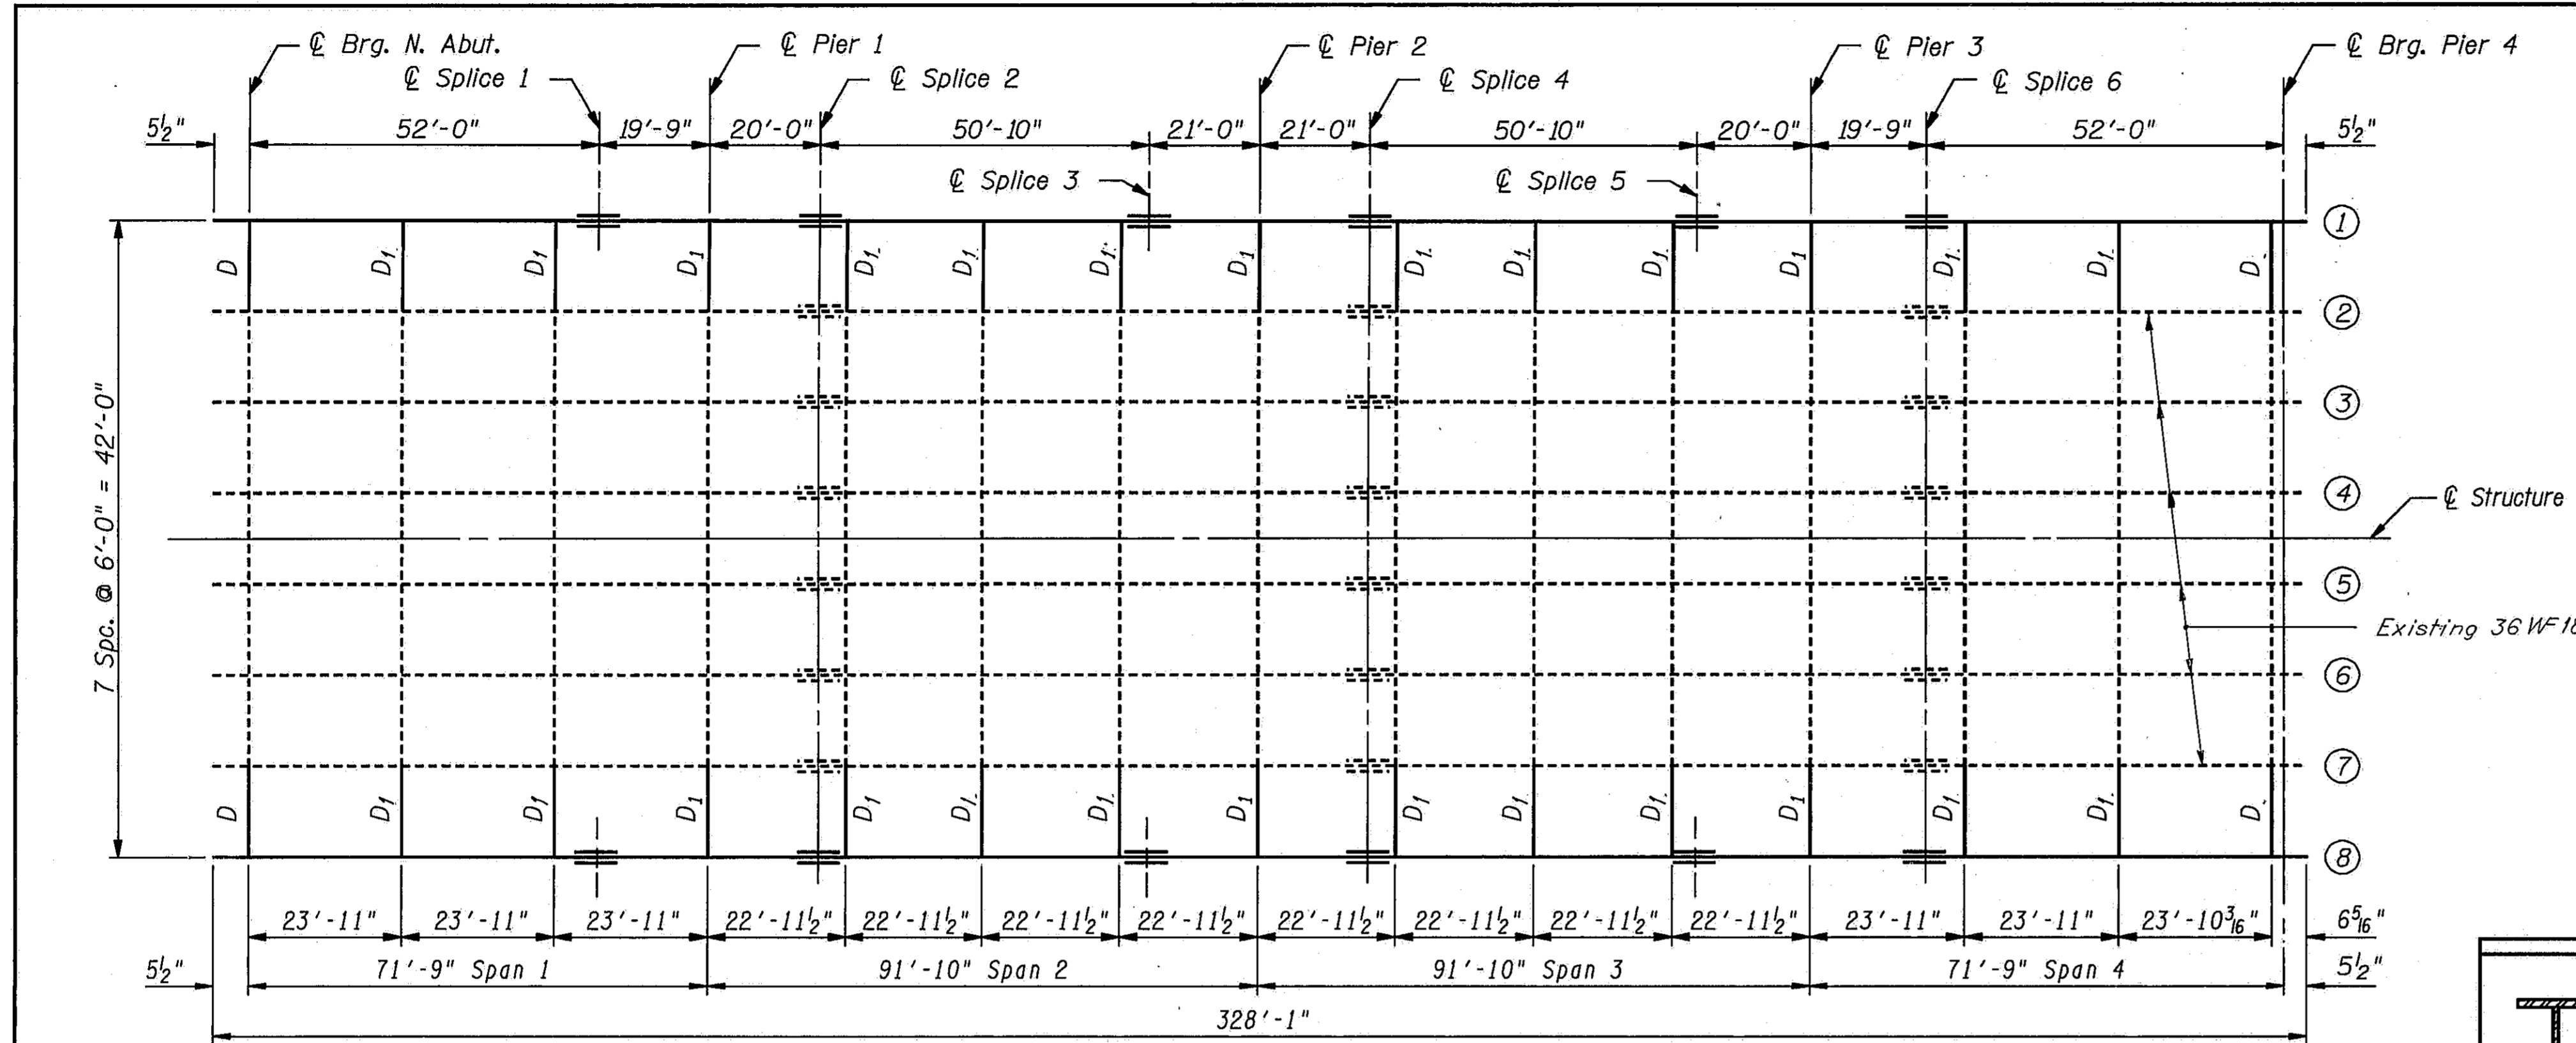 ℄ Brg. N. Abut.
℄ Pier 1
℄ Pier 2
℄ Pier 3
℄ Brg. Pier 4
℄ Splice 1
℄ Splice 2
℄ Splice 4
℄ Splice 6
5½" 52'-0" 19'-9" 20'-0" 50'-10" 21'-0" 21'-0" 50'-10" 20'-0" 19'-9" 52'-0" 5½"
℄ Splice 3
℄ Splice 5
1
D D1 D1 D1 D1 D1 D1 D1 D1 D1 D1 D1 D1 D1 D
2
3
7 Spc. @ 6'-0" = 42'-0"
4
℄ Structure
5
Existing 36 WF
6
7
D D1 D1 D1 D1 D1 D1 D1 D1 D1 D1 D1 D1 D1 D
8
23'-11" 23'-11" 23'-11" 22'-11½" 22'-11½" 22'-11½" 22'-11½" 22'-11½" 22'-11½" 22'-11½" 22'-11½" 23'-11" 23'-11" 23'-10 3/16" 6 5/16"
5½" 71'-9" Span 1 91'-10" Span 2 91'-10" Span 3 71'-9" Span 4 5½"
328'-1"